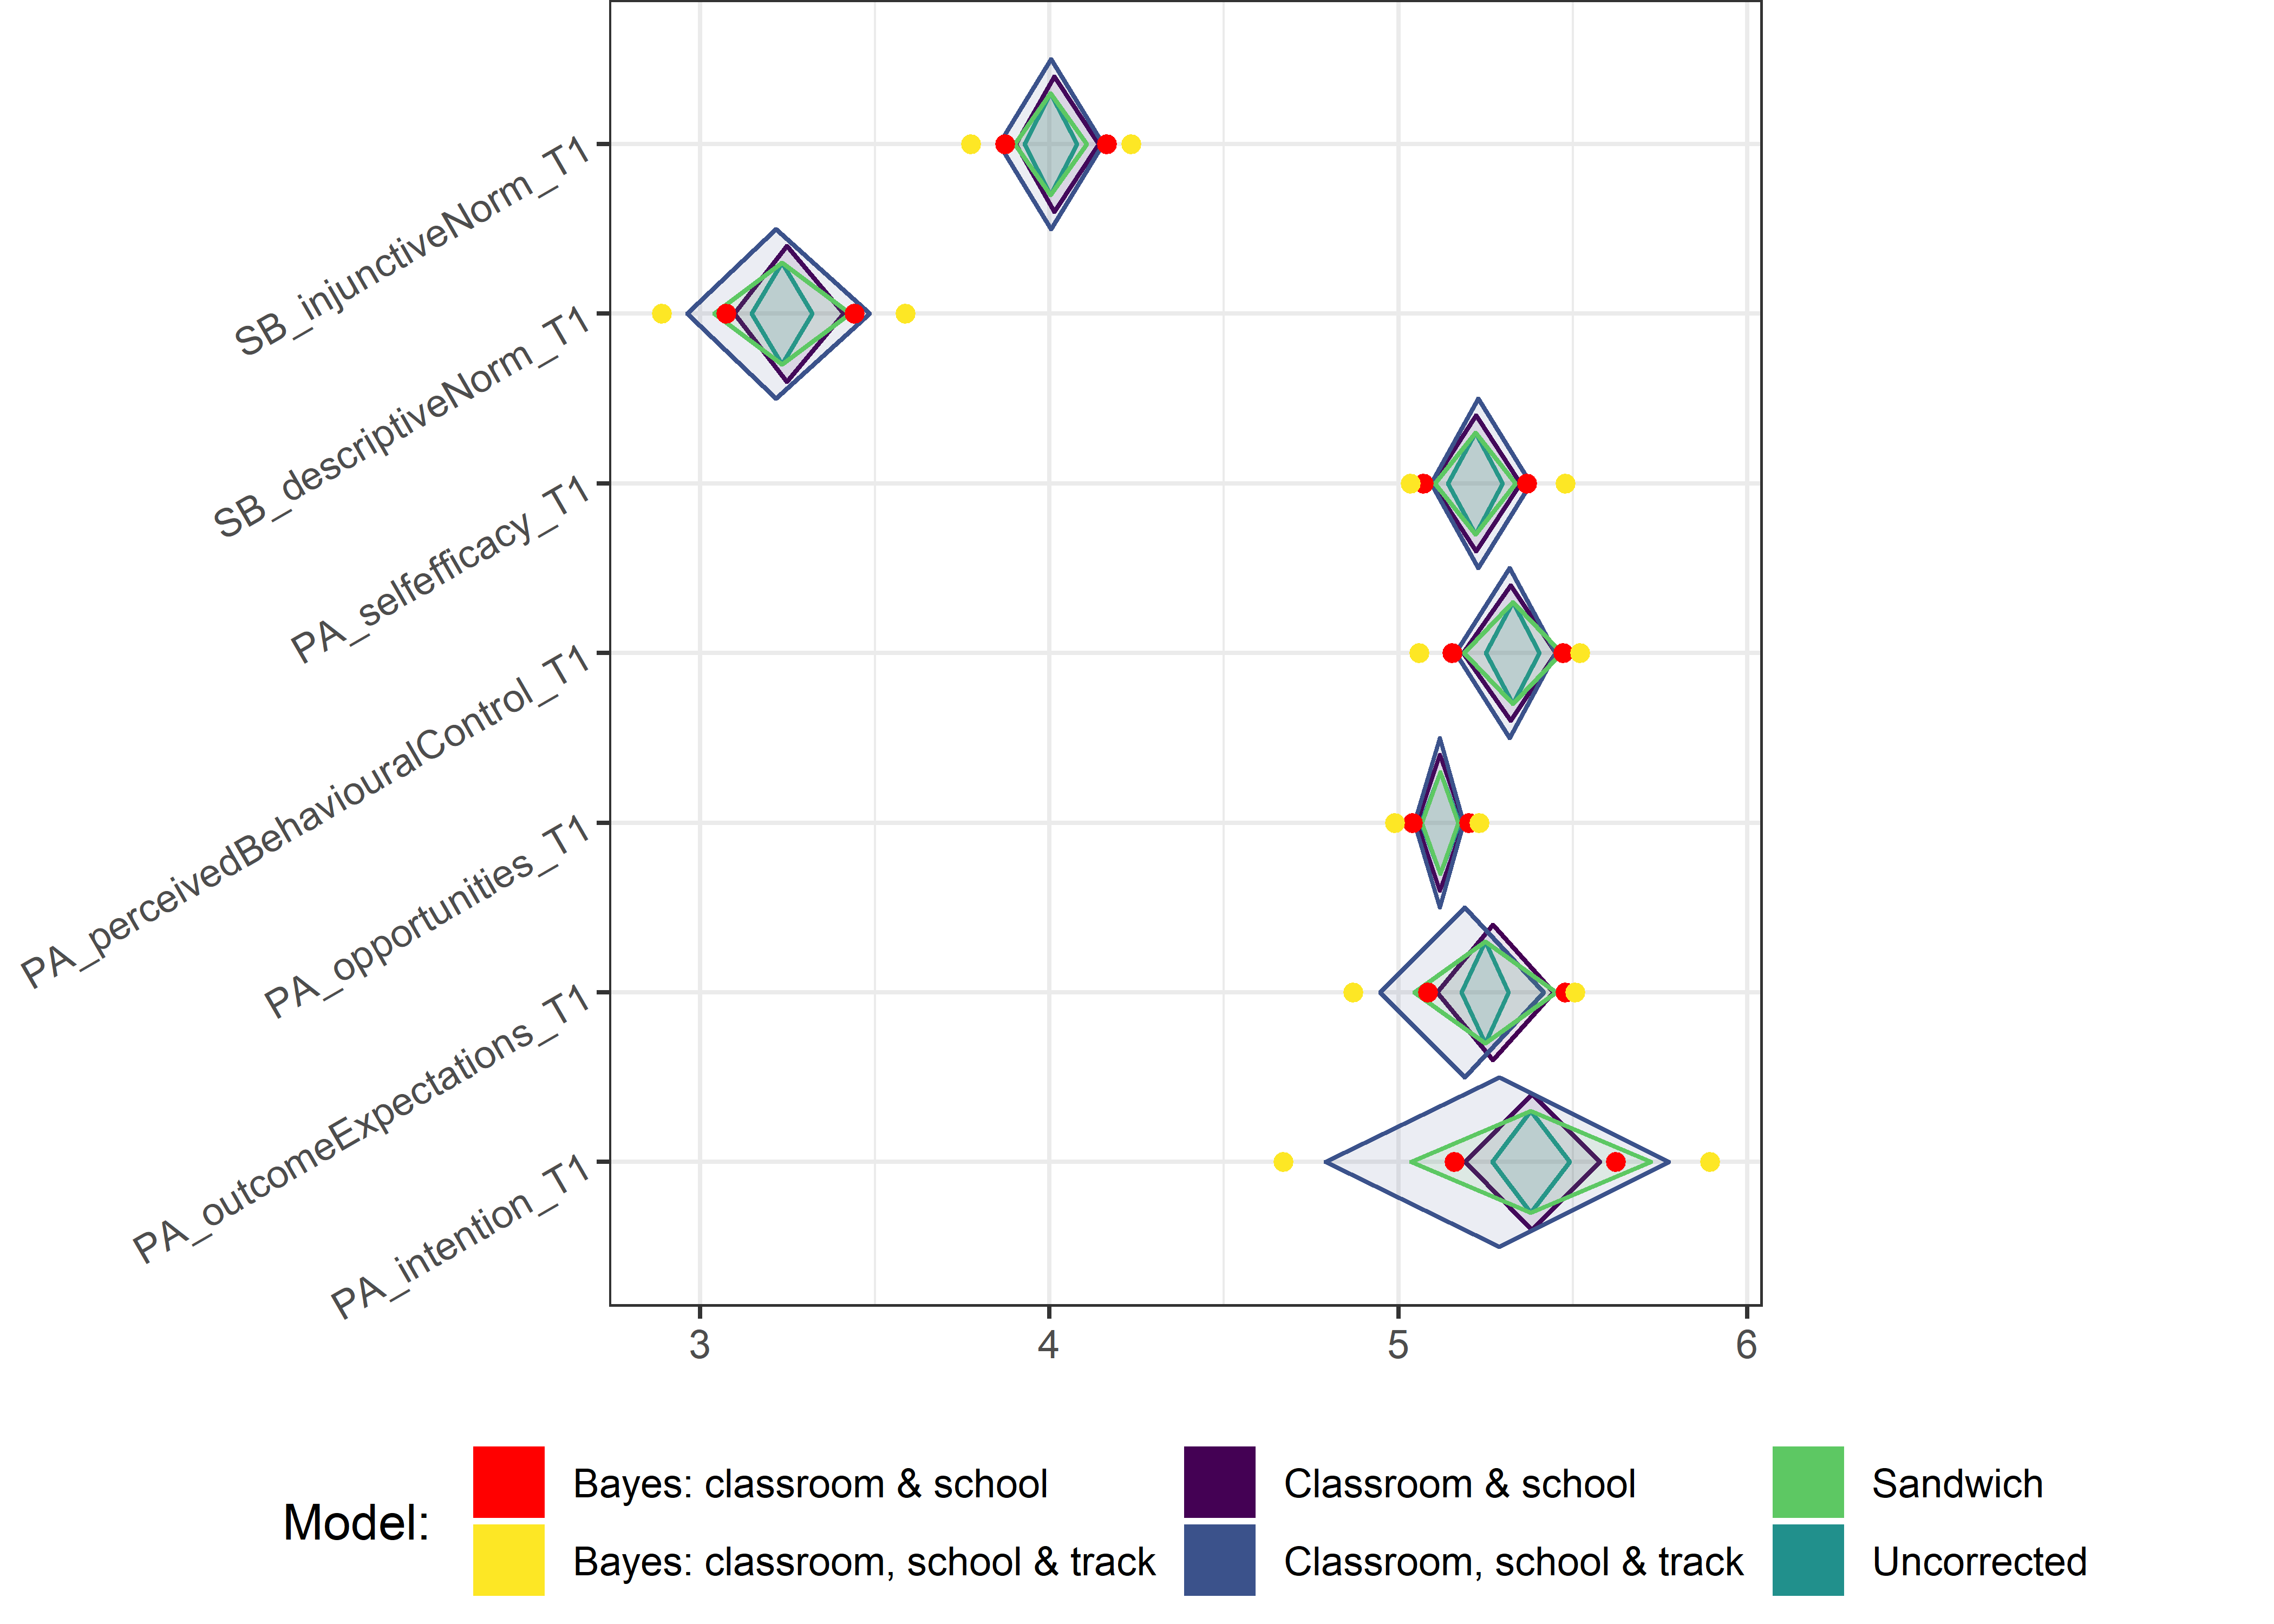 SB_injunctiveNorm_T1
SB_descriptiveNorm_T1
PA_selfefficacy_T1
PA_perceivedBehaviouralControl_T1
PA_opportunities_T1
PA_outcomeExpectations_T1
PA_intention_T1
3 4 5 6
Model:
Bayes: classroom & school
Classroom & school
Sandwich
Bayes: classroom, school & track
Classroom, school & track
Uncorrected